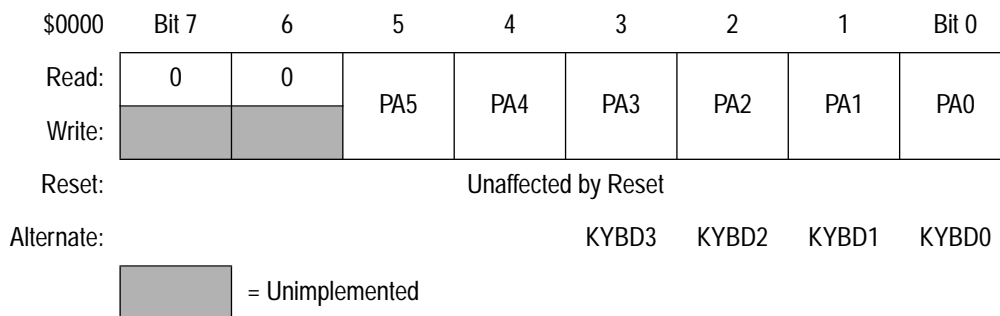 $0000 Bit 7 6 5 4 3 2 1 Bit 0
Read: 0 0
PA5 PA4 PA3 PA2 PA1 PA0
Write:
Reset: Unaffected by Reset
Alternate: KYBD3 KYBD2 KYBD1 KYBD0
= Unimplemented